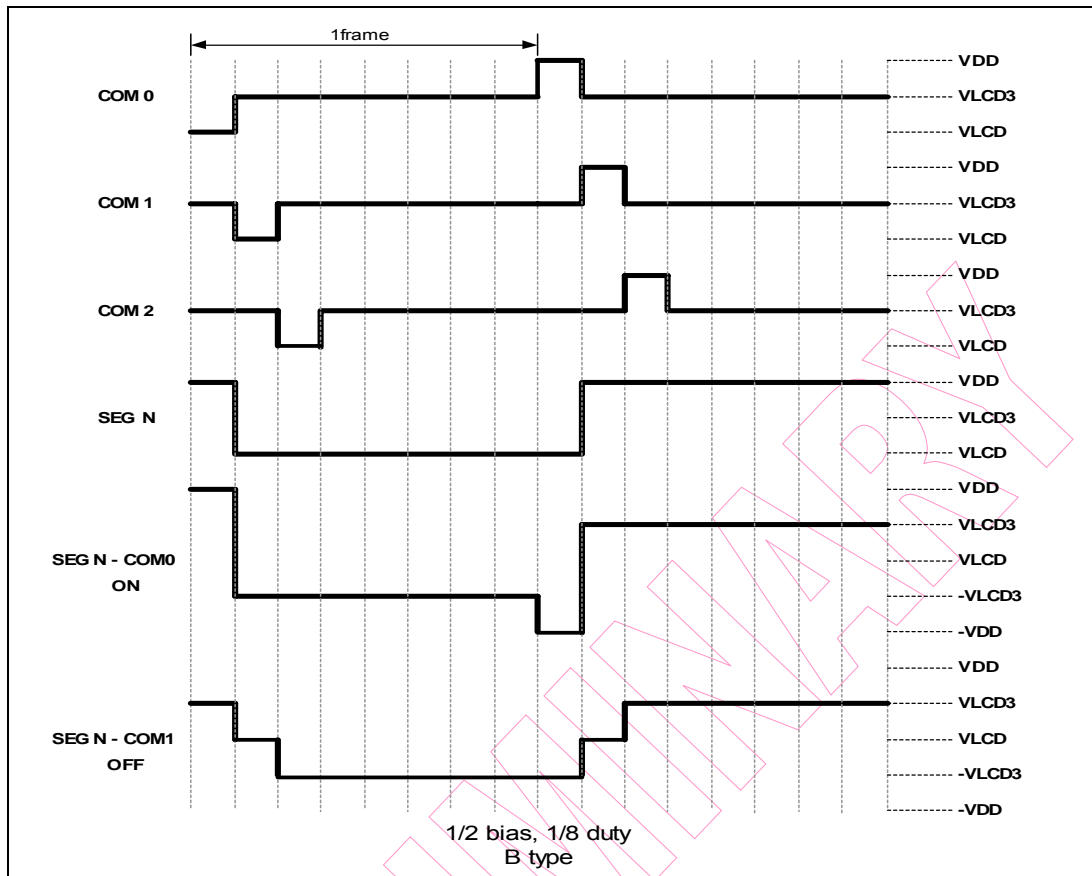 1frame
VDD
COM 0
VLCD3
VLCD
VDD
COM 1
VLCD3
VLCD
VDD
COM 2
VLCD3
VLCD
VDD
SEG N
VLCD3
VLCD
VDD
VLCD3
SEG N - COM0
ON
VLCD
-VLCD3
-VDD
VDD
VLCD3
SEG N - COM1
OFF
VLCD
-VLCD3
-VDD
1/2 bias, 1/8 duty
B type